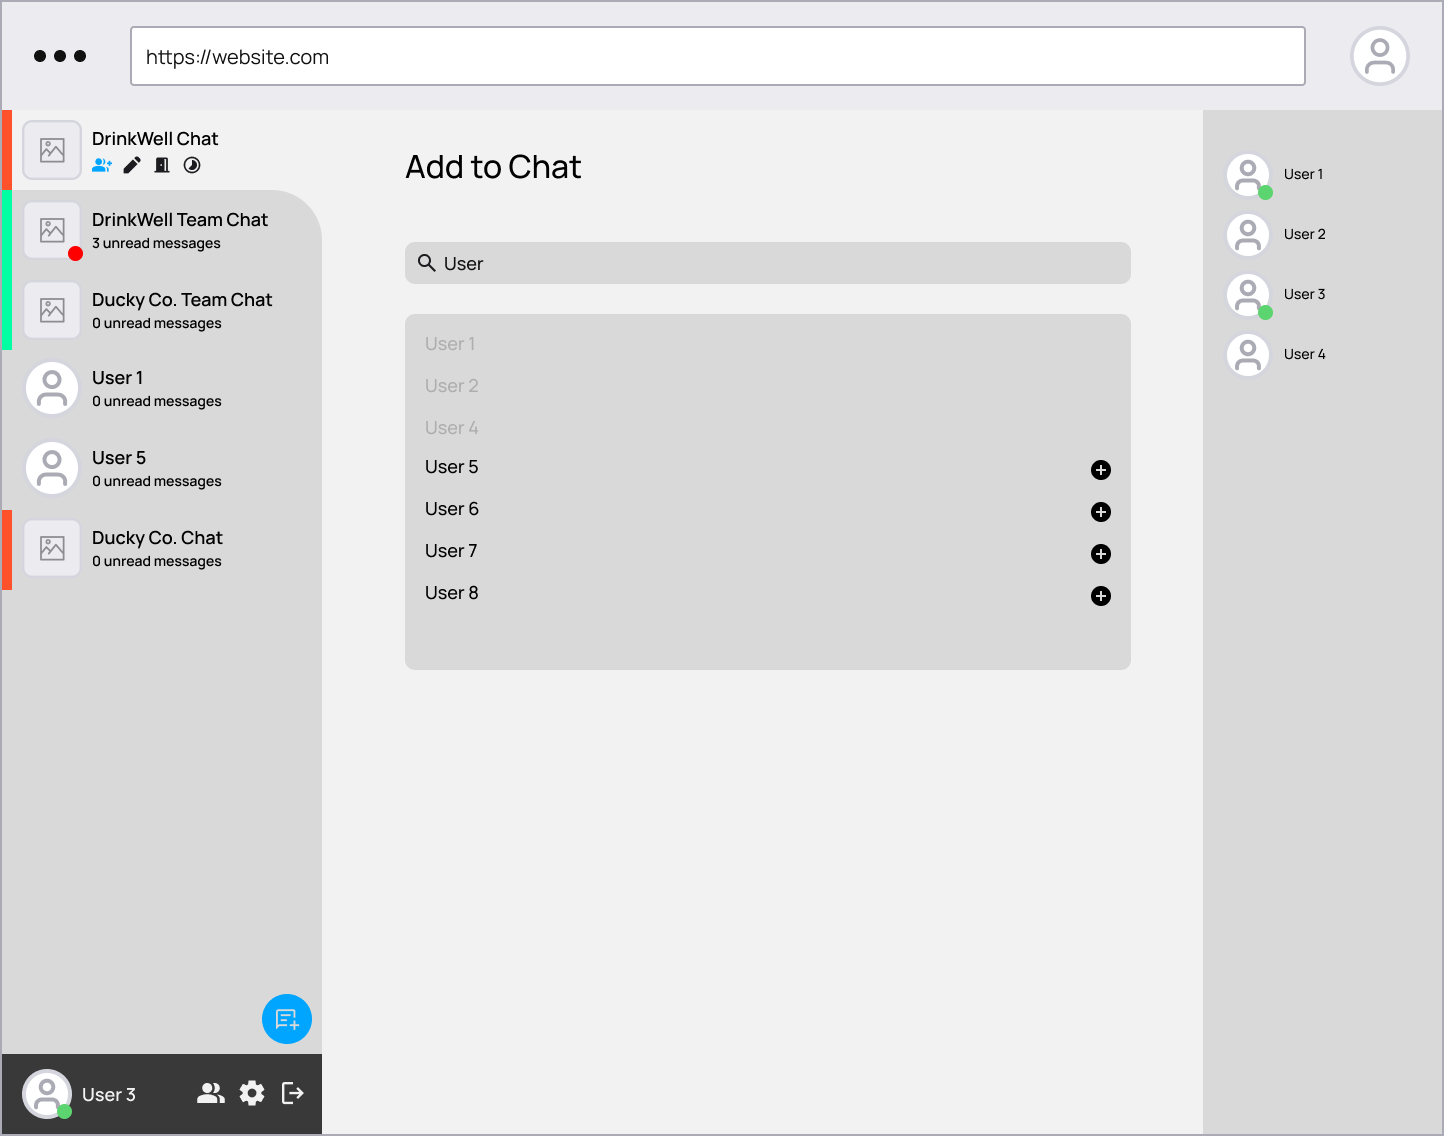 https://website.com
DrinkWell Chat
DrinkWell Team Chat
3 unread messages
Ducky Co. Team Chat
0 unread messages
User 1
0 unread messages
User 5
0 unread messages
Ducky Co. Chat
0 unread messages
User 3
Add to Chat
User
User 1
User 2
User 4
User 5
User 6
User 7
User 8
User 1
User 2
User 3
User 4